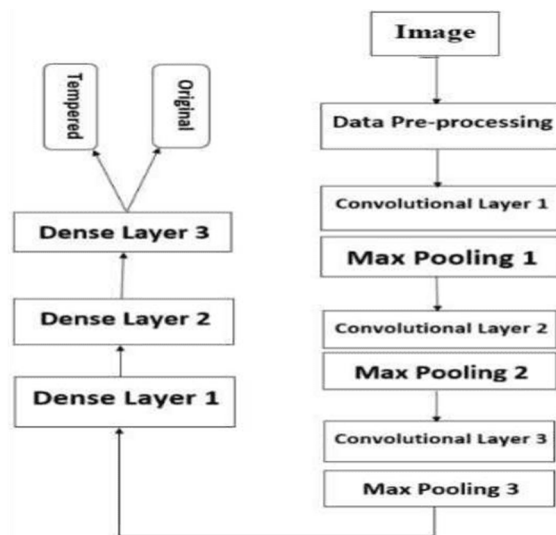 Image
Data Pre-processing
Convolutional Layer 1
Max Pooling 1
Convolutional Layer 2
Max Pooling 2
Convolutional Layer 3
Max Pooling 3
Dense Layer 1
Dense Layer 2
Dense Layer 3
Tempered
Original